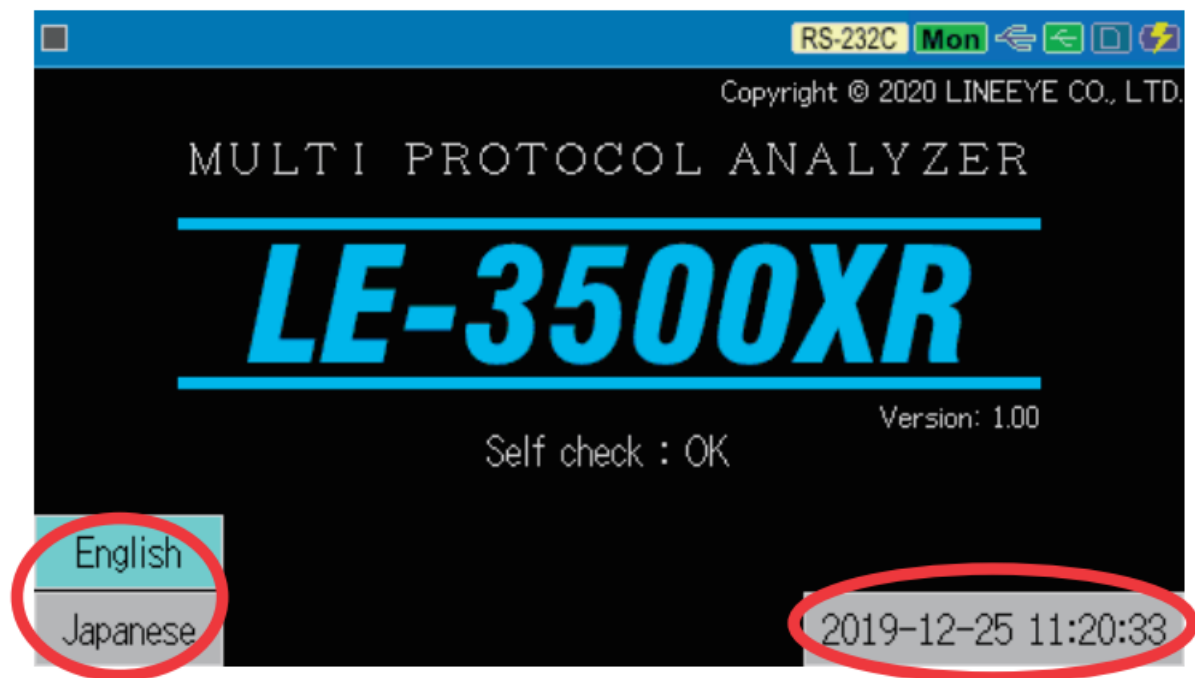 RS-232C Mon
Copyright © 2020 LINEEYE CO., LTD.
MULTI PROTOCOL ANALYZER
LE-3500XR
Version: 1.00
Self check : OK
English
Japanese
2019-12-25 11:20:33